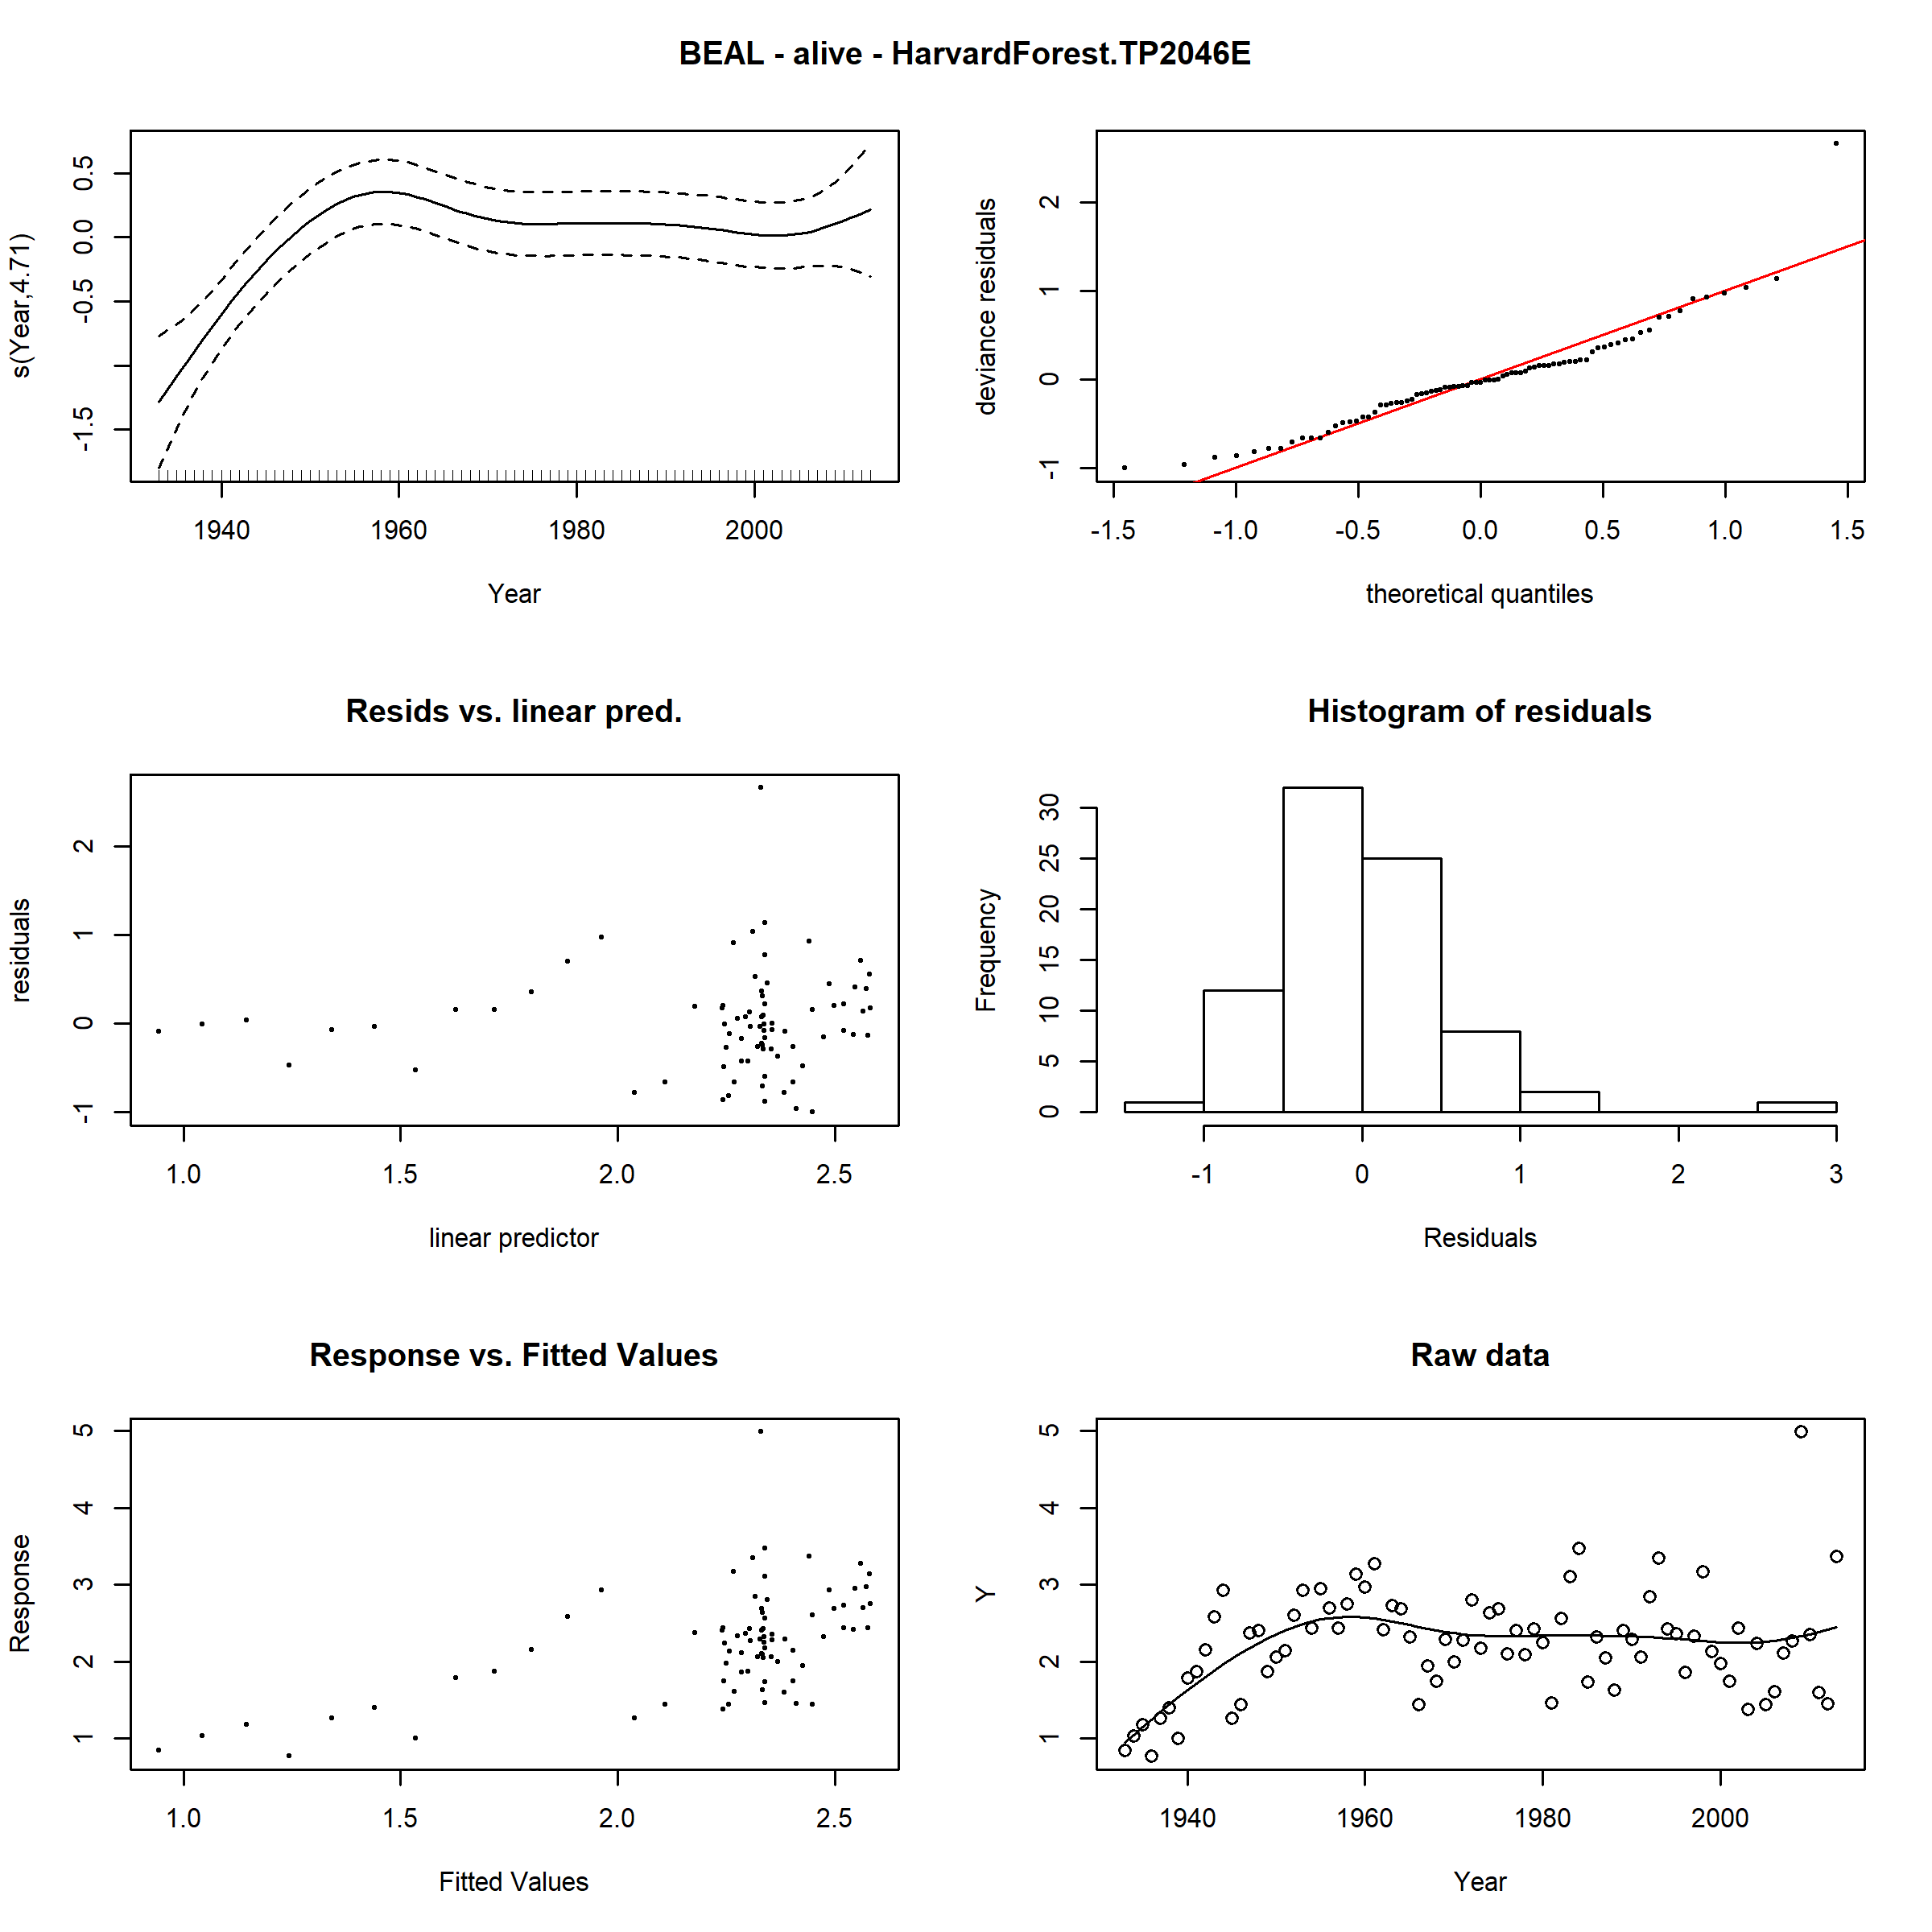 BEAL - alive - HarvardForest.TP2046E
s(Year,4.71)
0.5
0.0
-0.5
-1.5
1940 1960 1980 2000
Year
deviance residuals
2
1
0
-1
-1.5 -1.0 -0.5 0.0 0.5 1.0 1.5
theoretical quantiles
Resids vs. linear pred.
residuals
2
1
0
-1
1.0 1.5 2.0 2.5
linear predictor
Histogram of residuals
Frequency
30
25
20
15
10
5
0
-1 0 1 2 3
Residuals
Response vs. Fitted Values
Response
5
4
3
2
1
1.0 1.5 2.0 2.5
Fitted Values
Raw data
Y
5
4
3
2
1
1940 1960 1980 2000
Year